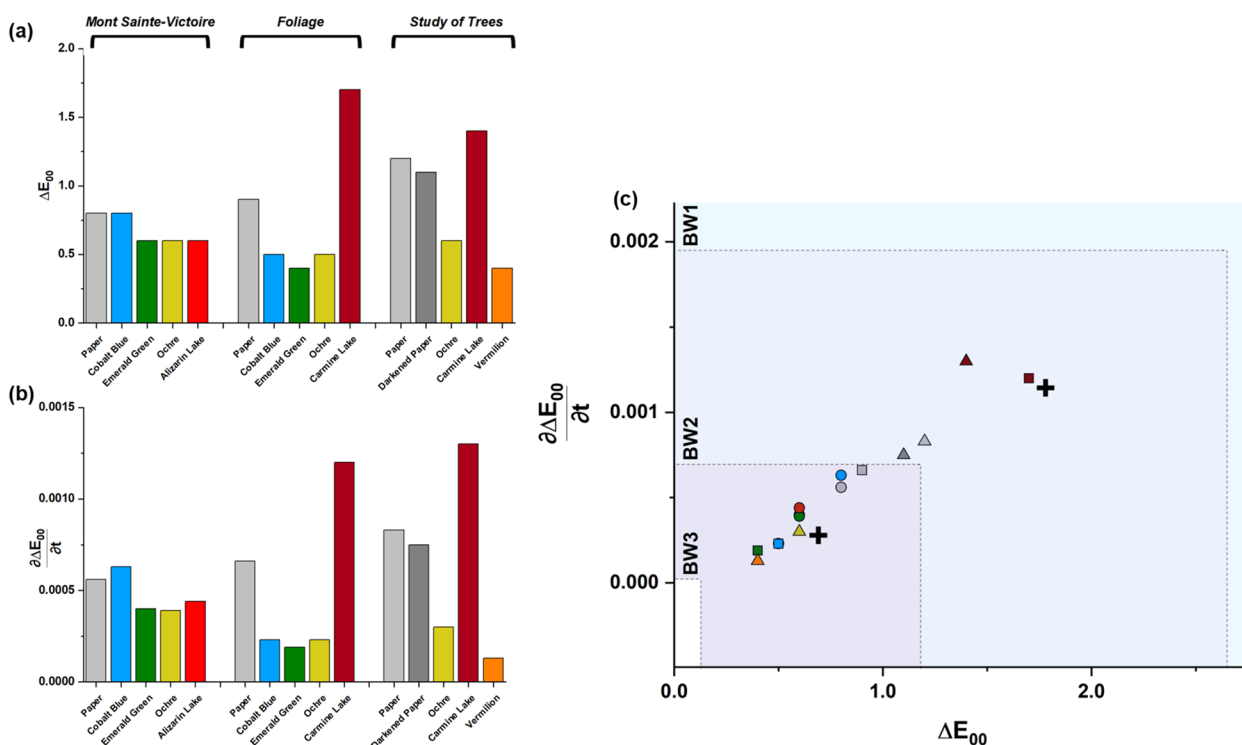 (a)
Mont Sainte-Victoire Foliage Study of Trees
2.0
1.5
1.0
0.5
0.0
ΔE00
Paper Cobalt Blue Emerald Green Ochre Alizarin Lake Paper Cobalt Blue Emerald Green Ochre Carmine Lake Paper Darkened Paper Ochre Carmine Lake Vermilion
(b)
0.0015
0.0010
0.0005
0.0000
∂ΔE00
∂t
Paper Cobalt Blue Emerald Green Ochre Alizarin Lake Paper Cobalt Blue Emerald Green Ochre Carmine Lake Paper Darkened Paper Ochre Carmine Lake Vermilion
(c)
BW1
0.002
BW2
0.001
BW3
0.000
∂ΔE00
∂t
0.0 1.0 2.0
ΔE00